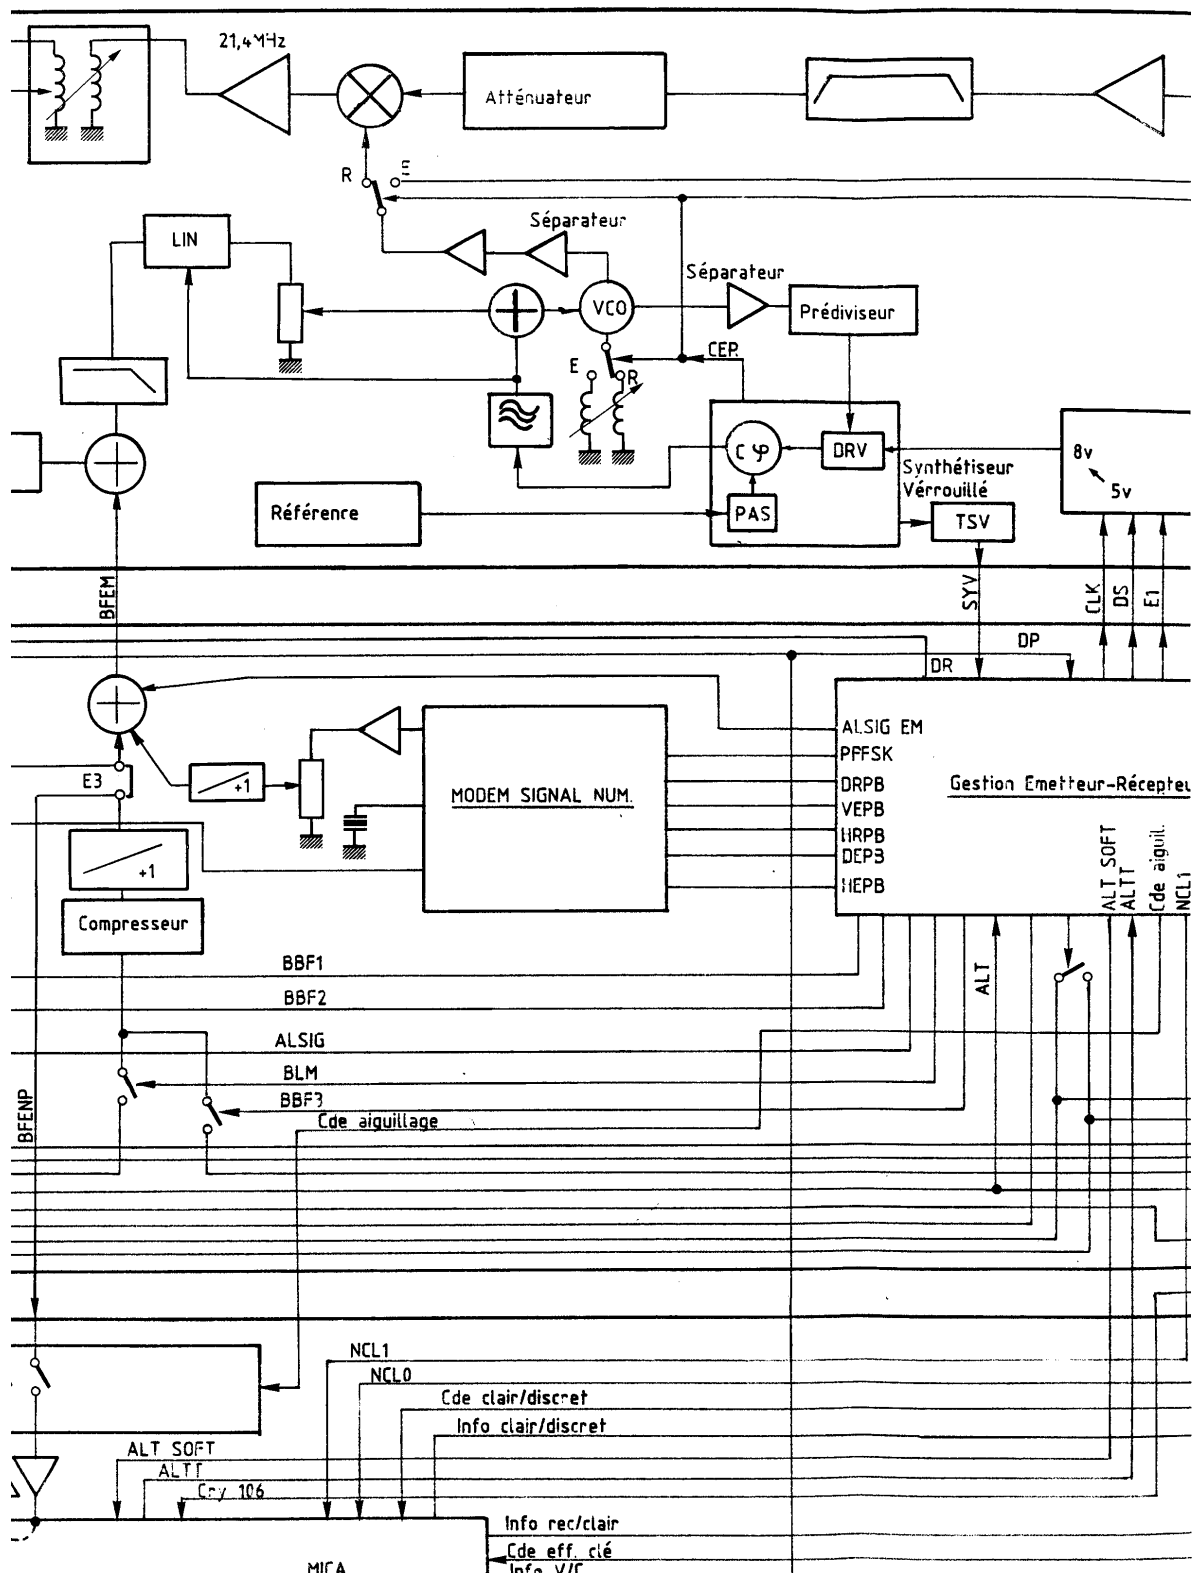 21,4MHz
Atténuateur
R
E
Séparateur
LIN
Séparateur
VCO
Prédiviseur
CEP.
E
R
C φ
DRV
8v
5v
Synthétiseur
Vérrouillé
Référence
PAS
TSV
BFEM
SYV
CLK
DS
E1
DP
DR
ALSIG EM
PFFSK
E3
+1
MODEM SIGNAL NUM.
DRPB
Gestion Emetteur-Récepteu
VEPB
HRPB
DEPB
+1
HEPB
ALT SOFT
ALTT
Cde aiguil.
NCL1
Compresseur
BBF1
ALT
BBF2
ALSIG
BLM
BBF3
BFENP
Cde aiguillage
NCL1
NCL0
Cde clair/discret
Info clair/discret
ALT SOFT
ALTT
106
Info rec/clair
Cde eff. clé
Info V/C
MICA